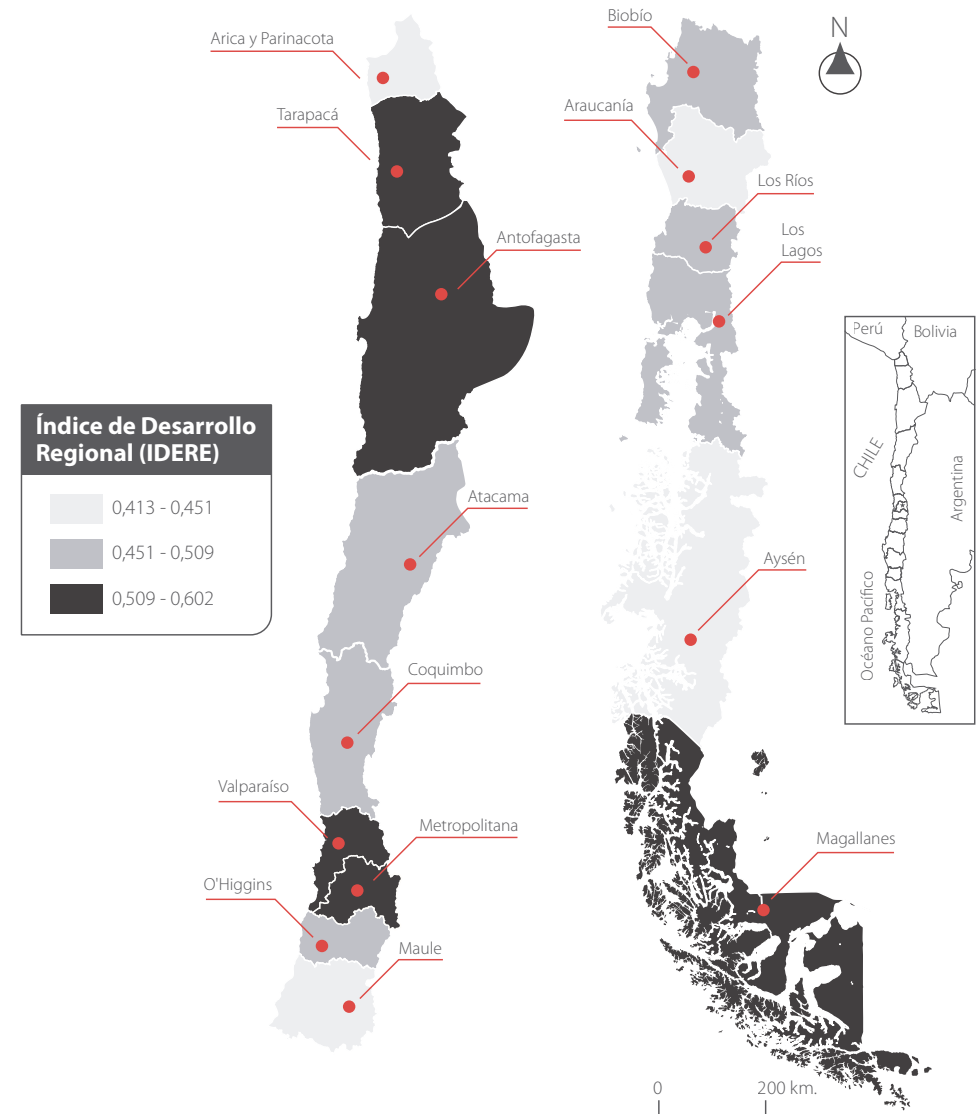 Arica y Parinacota
Tarapacá
Antofagasta
Índice de Desarrollo
Regional (IDERE)
0,413 - 0,451
0,451 - 0,509
0,509 - 0,602
Atacama
Coquimbo
Valparaíso
Metropolitana
O'Higgins
Maule
Biobío
N
Araucanía
Los Ríos
Los
Lagos
Aysén
Magallanes
0
200 km.
Perú
Bolivia
CHILE
Argentina
Océano Pacífico